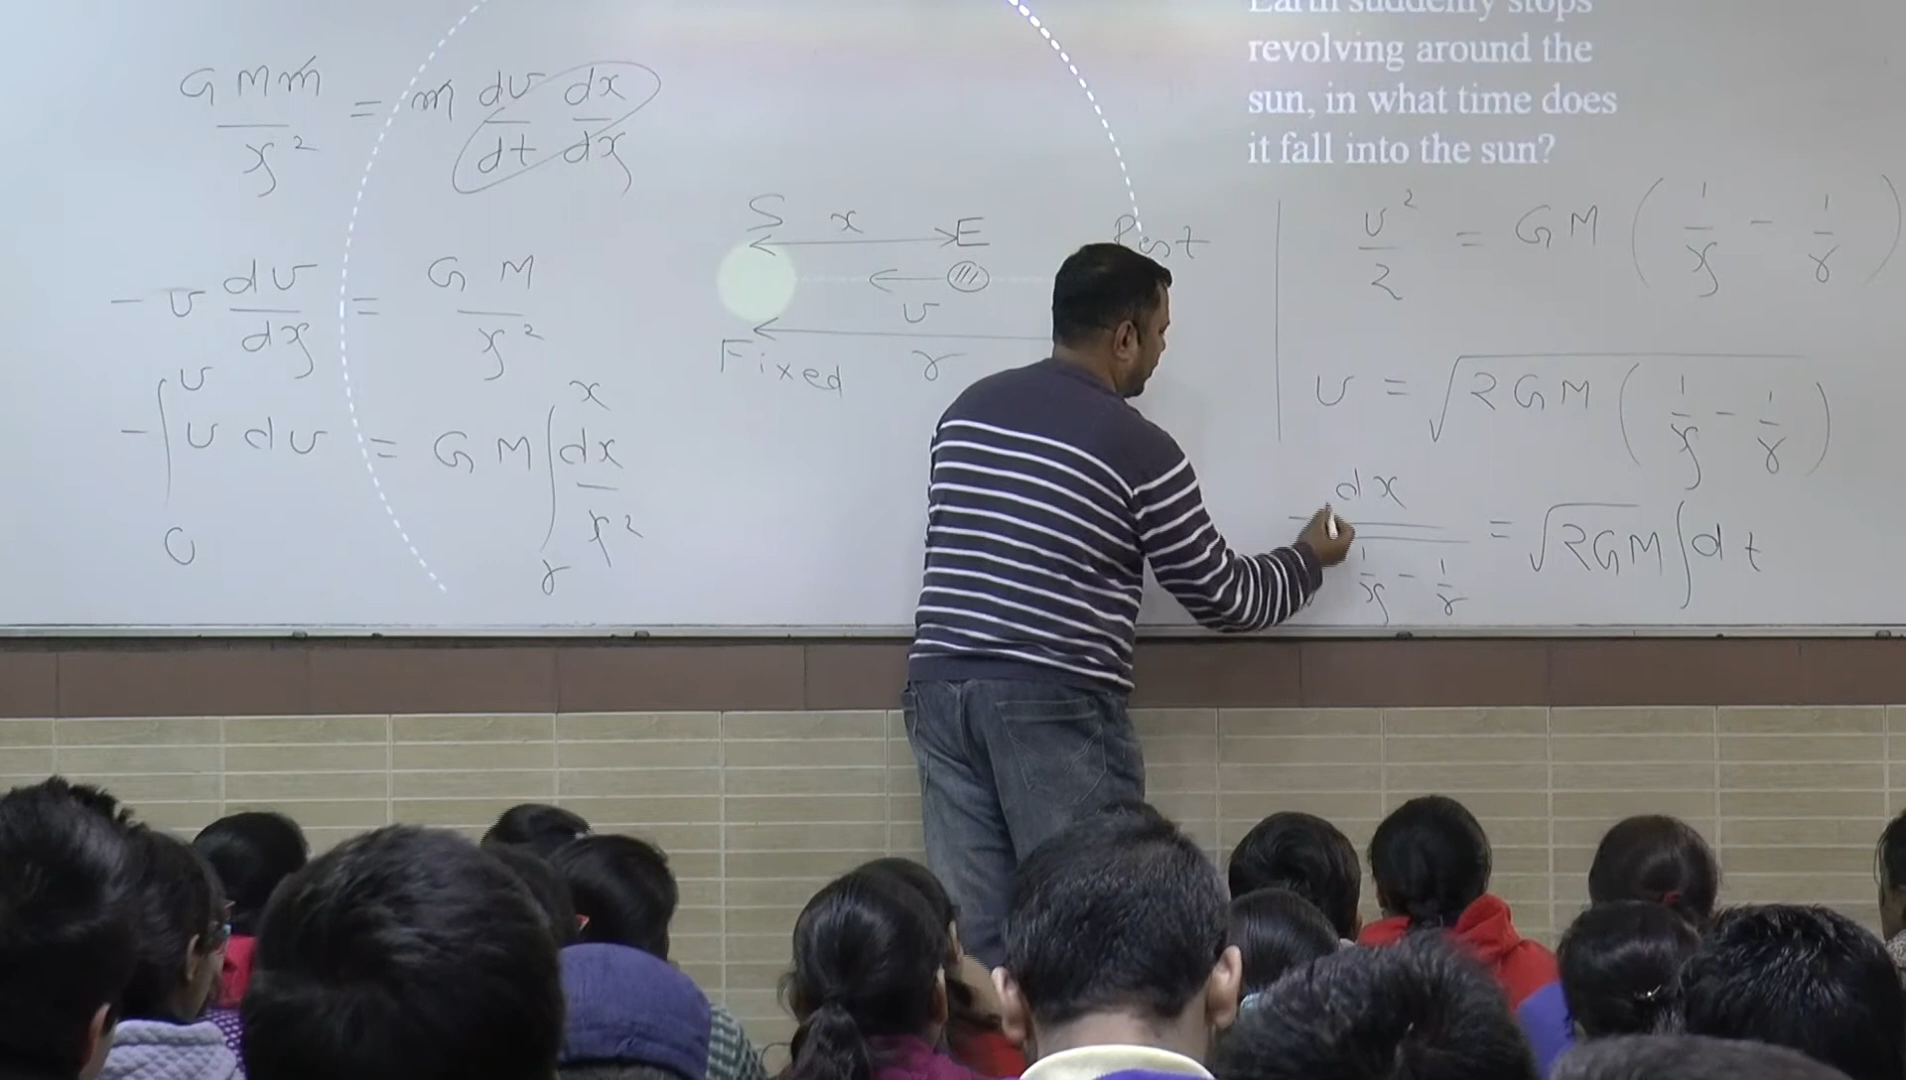 Earth suddenly stops
revolving around the
sun, in what time does
it fall into the sun?
GMm/x² = m dv/dt dx/dx
- v dv/dx = GM/x²
- ∫₀ᵛ v dv = GM ∫ᵣˣ dx/x²
S x E
v
Fixed r
Rest
v²/2 = GM (1/x - 1/r)
v = √2GM (1/x - 1/r)
dx/√1/x - 1/r = √2GM ∫dt